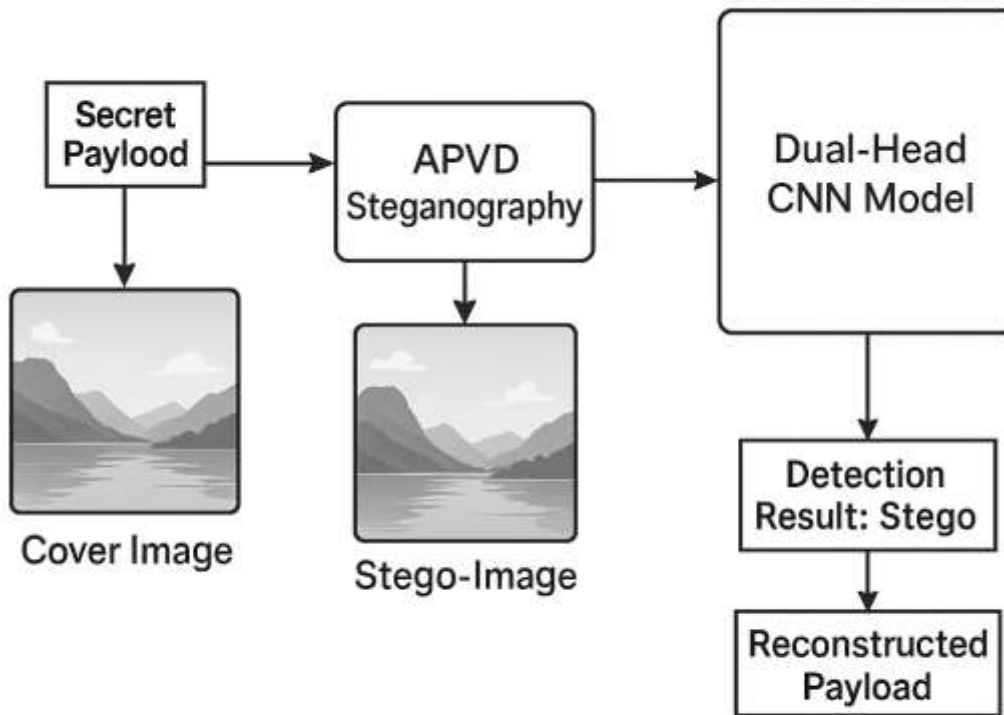 Secret
Paylood
APVD
Steganography
Dual-Head
CNN Model
Cover Image
Stego-Image
Detection
Result: Stego
Reconstructed
Payload